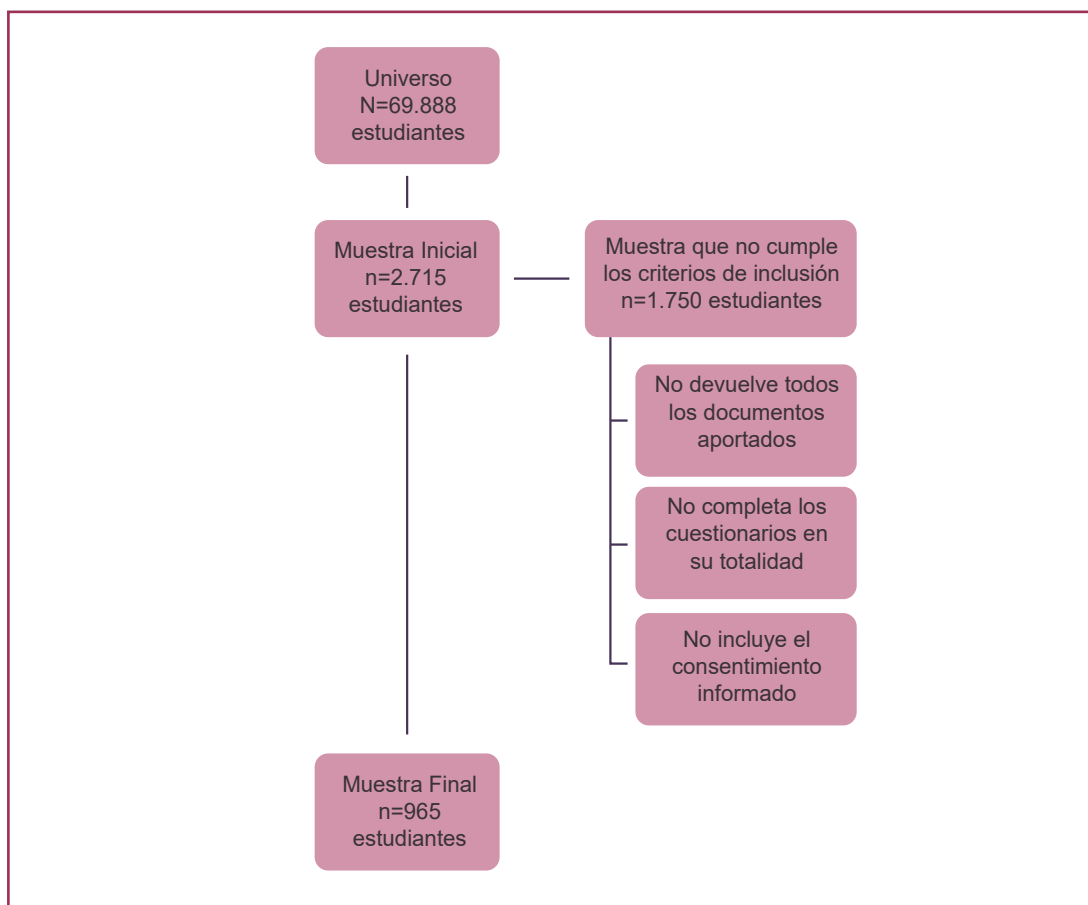 Universo
N=69.888
estudiantes
Muestra Inicial
n=2.715
estudiantes
Muestra que no cumple
los criterios de inclusión
n=1.750 estudiantes
No devuelve todos
los documentos
aportados
No completa los
cuestionarios en
su totalidad
No incluye el
consentimiento
informado
Muestra Final
n=965
estudiantes